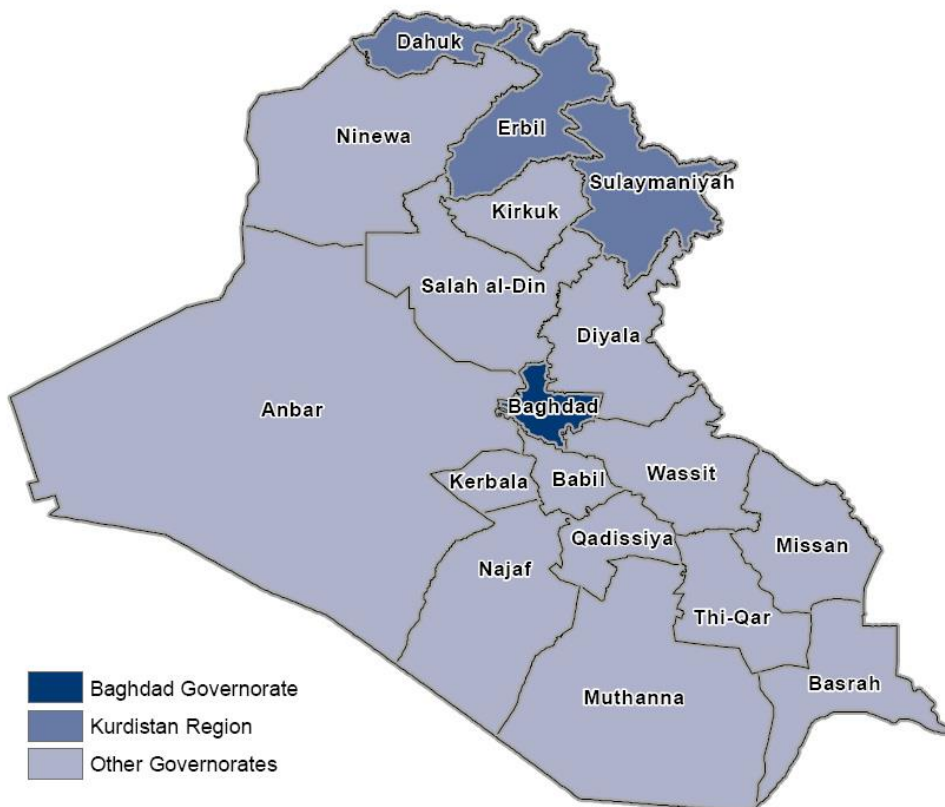 Dahuk
Ninewa
Erbil
Sulaymaniyah
Kirkuk
Salah al-Din
Diyala
Anbar
Baghdad
Kerbala
Babil
Wassit
Qadissiya
Missan
Najaf
Thi-Qar
Muthanna
Basrah
Baghdad Governorate
Kurdistan Region
Other Governorates